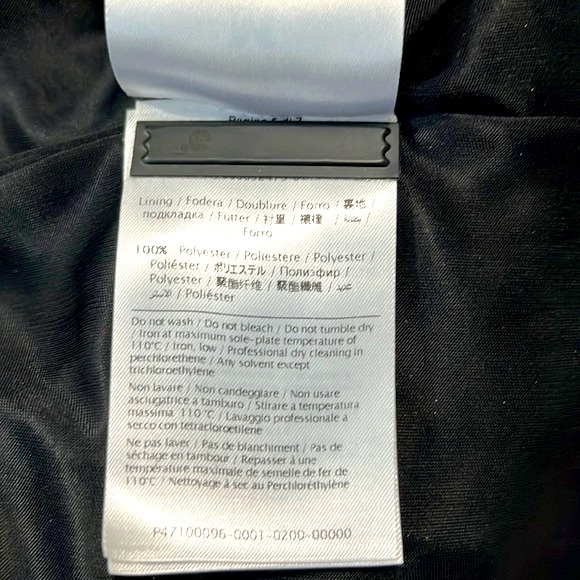 Lining / Fodera / Doublure / Forro / 裏地 /
подкладка / Futter / 衬里 / 襯裡 /
Forro
100% Polyester / Poliestere / Polyester /
Poliéster / ポリエステル / Полиэфир /
Polyester / 聚酯纤维 / 聚酯纖維 /
/ Poliéster
Do not wash / Do not bleach / Do not tumble dry
/ Iron at maximum sole-plate temperature of
110°C / Iron, low / Professional dry cleaning in
perchlorethene / Any solvent except
trichloroethylene
Non lavare / Non candeggiare / Non usare
asciugatrice a tamburo / Stirare a temperatura
massima 110 °C / Lavaggio professionale a
secco con tetracloroetilene
Ne pas laver / Pas de blanchiment / Pas de
séchage en tambour / Repasser à une
température maximale de semelle de fer de
110°C / Nettoyage à sec au Perchloréthylène
P47100096-0001-0200-00000